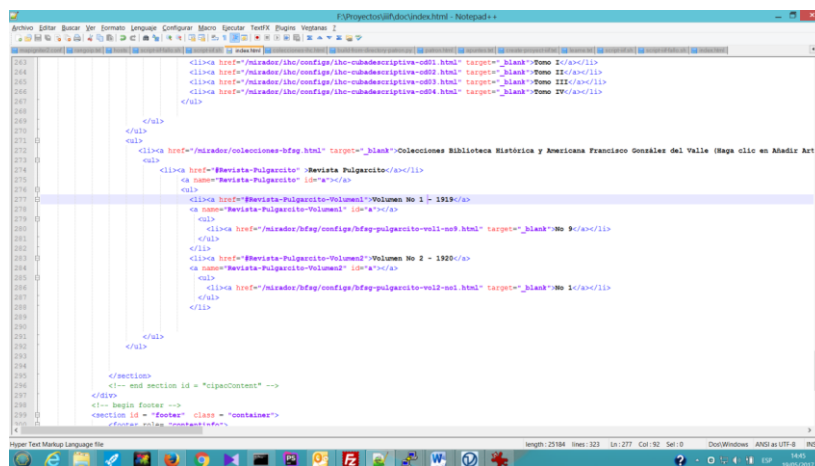 F:\Proyectos\iiif\doc\index.html - Notepad++
Archivo Editar Buscar Ver Formato Lenguaje Configurar Macro Ejecutar TextFX Plugins Ventanas ?
index.html
263 <li><a href="/mirador/ihc/configs/ihc-cubadescriptiva-cd01.html" target="_blank">Tomo I</a></li>
264 <li><a href="/mirador/ihc/configs/ihc-cubadescriptiva-cd02.html" target="_blank">Tomo II</a></li>
265 <li><a href="/mirador/ihc/configs/ihc-cubadescriptiva-cd03.html" target="_blank">Tomo III</a></li>
266 <li><a href="/mirador/ihc/configs/ihc-cubadescriptiva-cd04.html" target="_blank">Tomo IV</a></li>
267 </ul>
268
269 </ul>
270 </ul>
271 <ul>
272 <li><a href="/mirador/colecciones-bfsg.html" target="_blank">Colecciones Biblioteca Histórica y Americana Francisco González del Valle (Haga clic en Añadir Art
273 <ul>
274 <li><a href="#Revista-Pulgarcito" >Revista Pulgarcito</a></li>
275 <a name="Revista-Pulgarcito" id="a"></a>
276 <ul>
277 <li><a href="#Revista-Pulgarcito-Volumen1">Volumen No 1 - 1919</a>
278 <a name="Revista-Pulgarcito-Volumen1" id="a"></a>
279 <ul>
280 <li><a href="/mirador/bfsg/configs/bfsg-pulgarcito-vol1-no9.html" target="_blank">No 9</a></li>
281 </ul>
282 </li>
283 <li><a href="#Revista-Pulgarcito-Volumen2">Volumen No 2 - 1920</a>
284 <a name="Revista-Pulgarcito-Volumen2" id="a"></a>
285 <ul>
286 <li><a href="/mirador/bfsg/configs/bfsg-pulgarcito-vol2-no1.html" target="_blank">No 1</a></li>
287 </ul>
288 </li>
289
290
291 </ul>
292 </ul>
293
294
295 </section>
296 <!-- end section id = "cipacContent" -->
297 </div>
298 <!-- begin footer -->
299 <section id = "footer" class = "container">
300 <footer roles "contentinfo">
Hyper Text Markup Language file length : 25184 lines : 323 Ln : 277 Col : 92 Sel : 0 Dos\Windows ANSI as UTF-8 INS
ESP 14:45